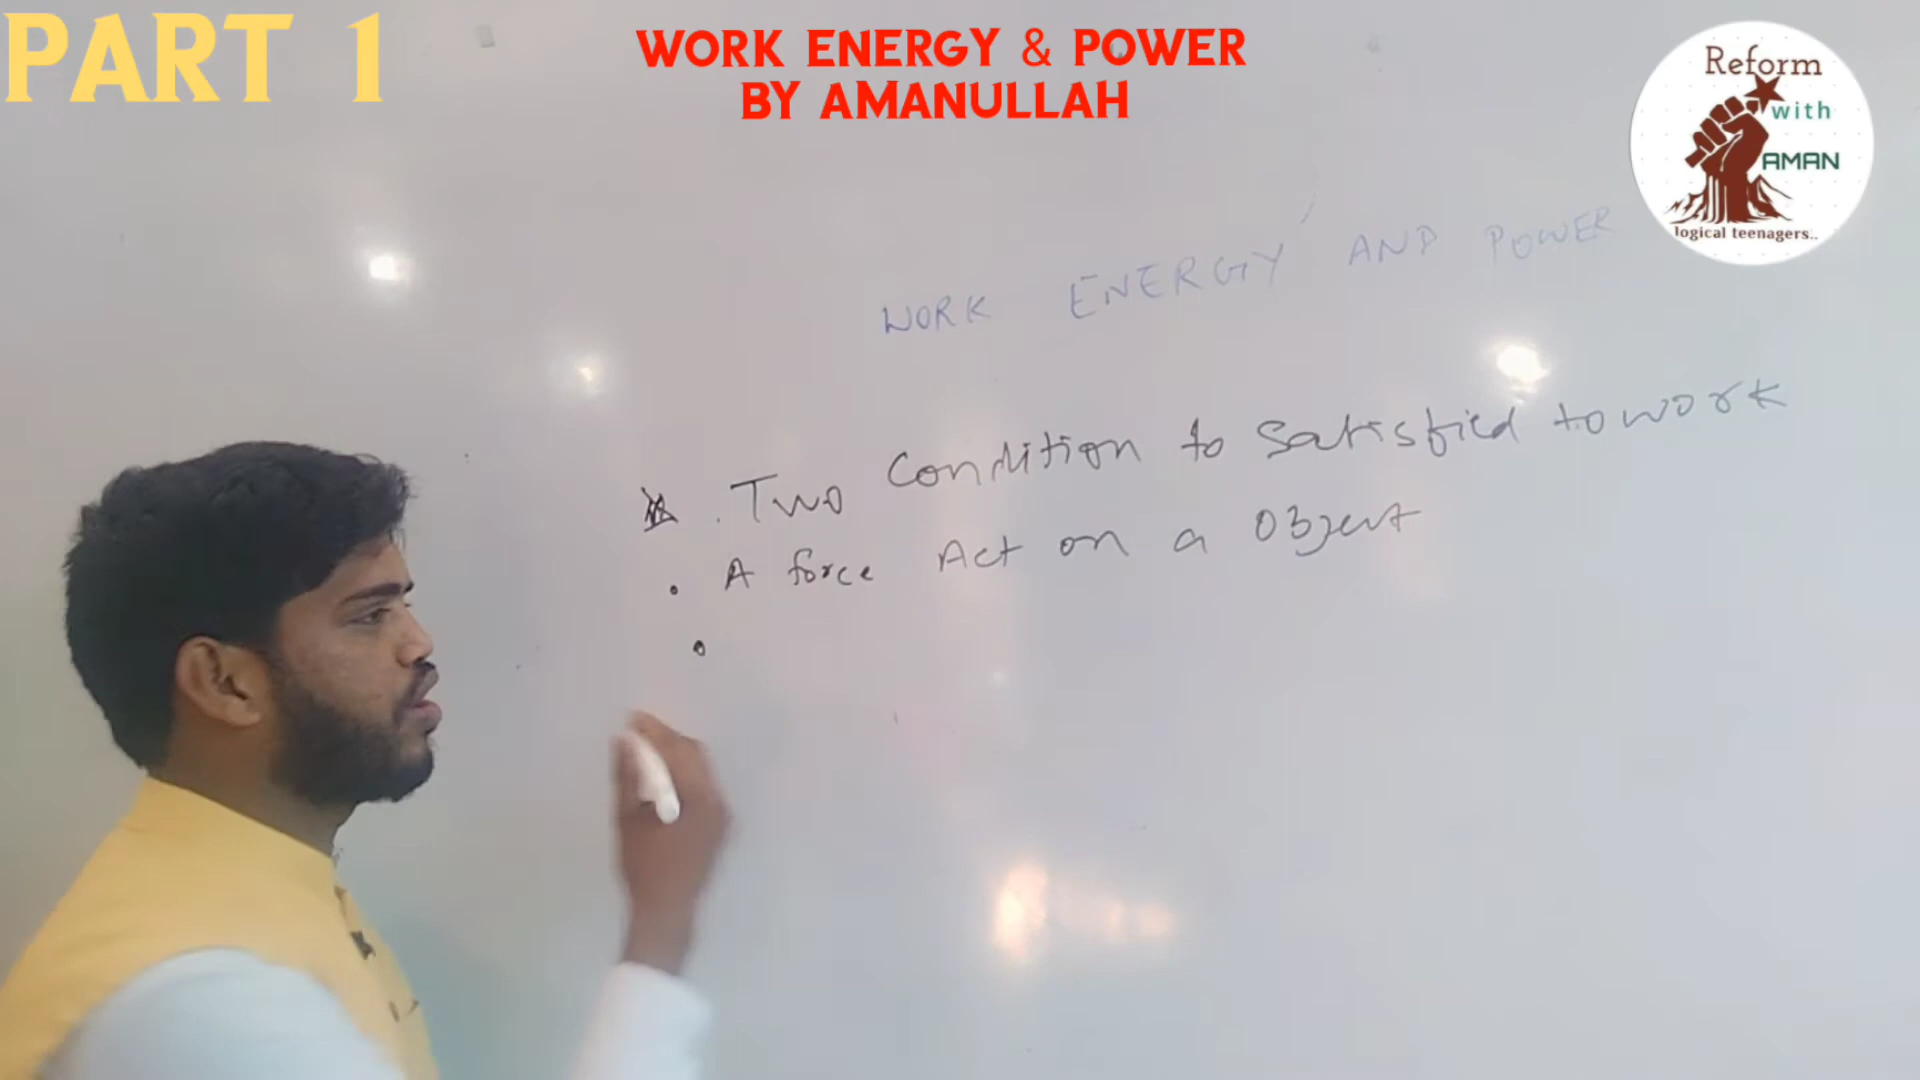 PART 1
WORK ENERGY & POWER
BY AMANULLAH
Reform
with
AMAN
logical teenagers..
WORK ENERGY AND POWER
. Two Condition to Satisfied to work
• A force Act on a Object
•